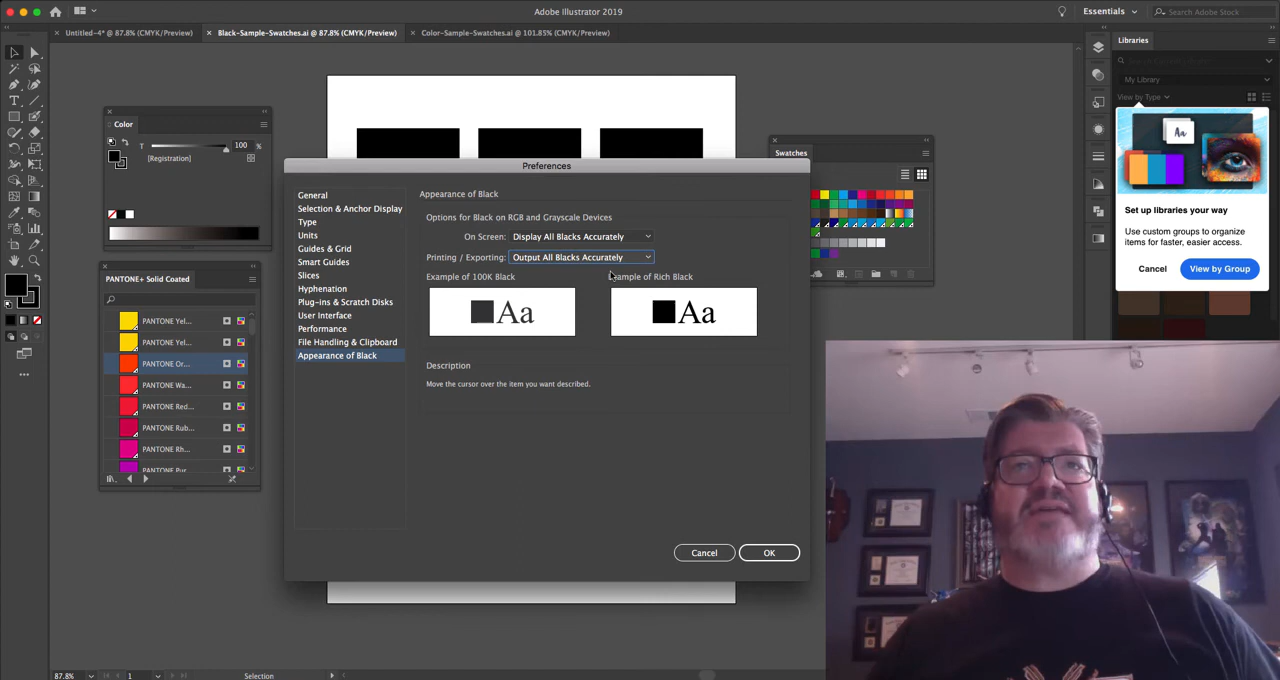 Adobe Illustrator 2019
Essentials
Search Adobe Stock
Untitled-4* @ 87.8% (CMYK/Preview)
Black-Sample-Swatches.ai @ 87.8% (CMYK/Preview)
Color-Sample-Swatches.ai @ 101.85% (CMYK/Preview)
Libraries
My Library
View by Type
Aa
Set up libraries your way
Use custom groups to organize
items for faster, easier access.
Cancel
View by Group
Color
T
100
%
[Registration]
Swatches
PANTONE+ Solid Coated
PANTONE Yel...
PANTONE Yel...
PANTONE Or...
PANTONE Wa...
PANTONE Red...
PANTONE Rub...
PANTONE Rh...
PANTONE Pur...
Preferences
General
Selection & Anchor Display
Type
Units
Guides & Grid
Smart Guides
Slices
Hyphenation
Plug-ins & Scratch Disks
User Interface
Performance
File Handling & Clipboard
Appearance of Black
Appearance of Black
Options for Black on RGB and Grayscale Devices
On Screen:
Display All Blacks Accurately
Printing / Exporting:
Output All Blacks Accurately
Example of 100K Black
Example of Rich Black
Aa
Aa
Description
Move the cursor over the item you want described.
Cancel
OK
87.8%
1
Selection